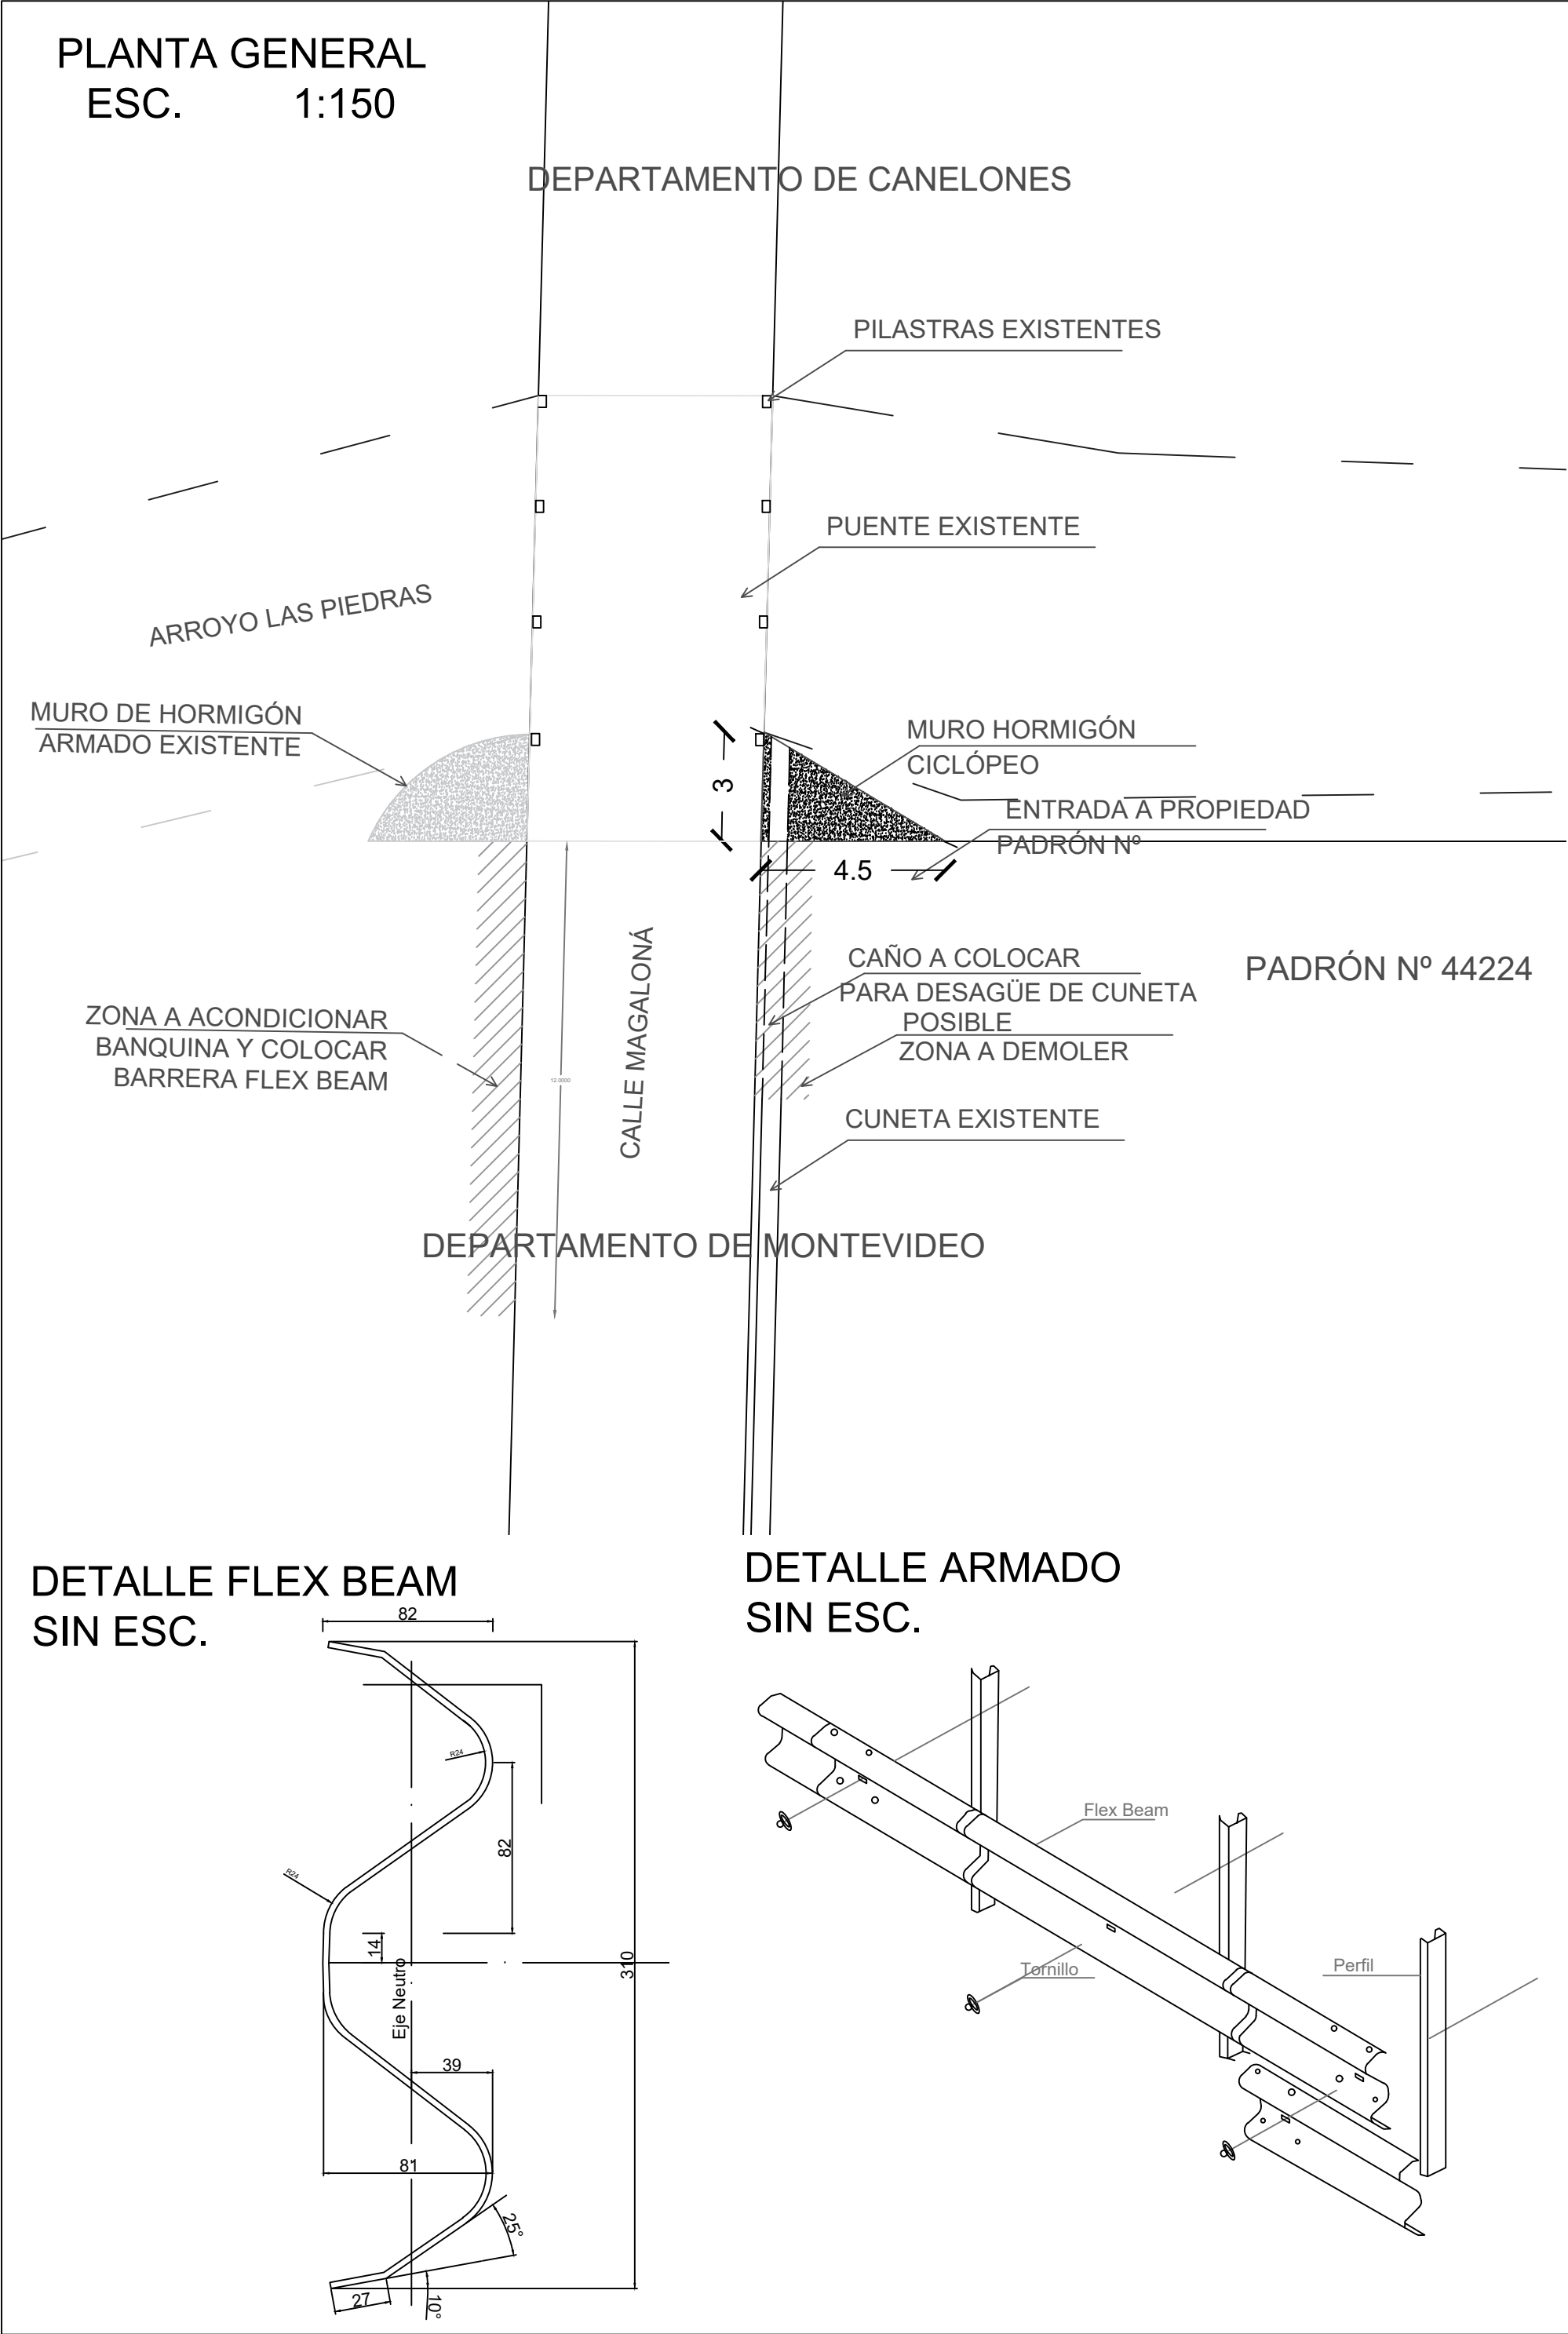 PLANTA GENERAL
ESC. 1:150
DEPARTAMENTO DE CANELONES
PILASTRAS EXISTENTES
PUENTE EXISTENTE
ARROYO LAS PIEDRAS
MURO DE HORMIGÓN
ARMADO EXISTENTE
MURO HORMIGÓN
CICLÓPEO
3
ENTRADA A PROPIEDAD
PADRÓN Nº
4.5
CAÑO A COLOCAR
PARA DESAGÜE DE CUNETA
PADRÓN Nº 44224
POSIBLE
ZONA A DEMOLER
ZONA A ACONDICIONAR
BANQUINA Y COLOCAR
BARRERA FLEX BEAM
12.0000
CALLE MAGALONÁ
CUNETA EXISTENTE
DEPARTAMENTO DE MONTEVIDEO
DETALLE FLEX BEAM
SIN ESC.
82
R24
82
R24
14
310
Eje Neutro
39
81
25°
27
10°
DETALLE ARMADO
SIN ESC.
Flex Beam
Tornillo
Perfil